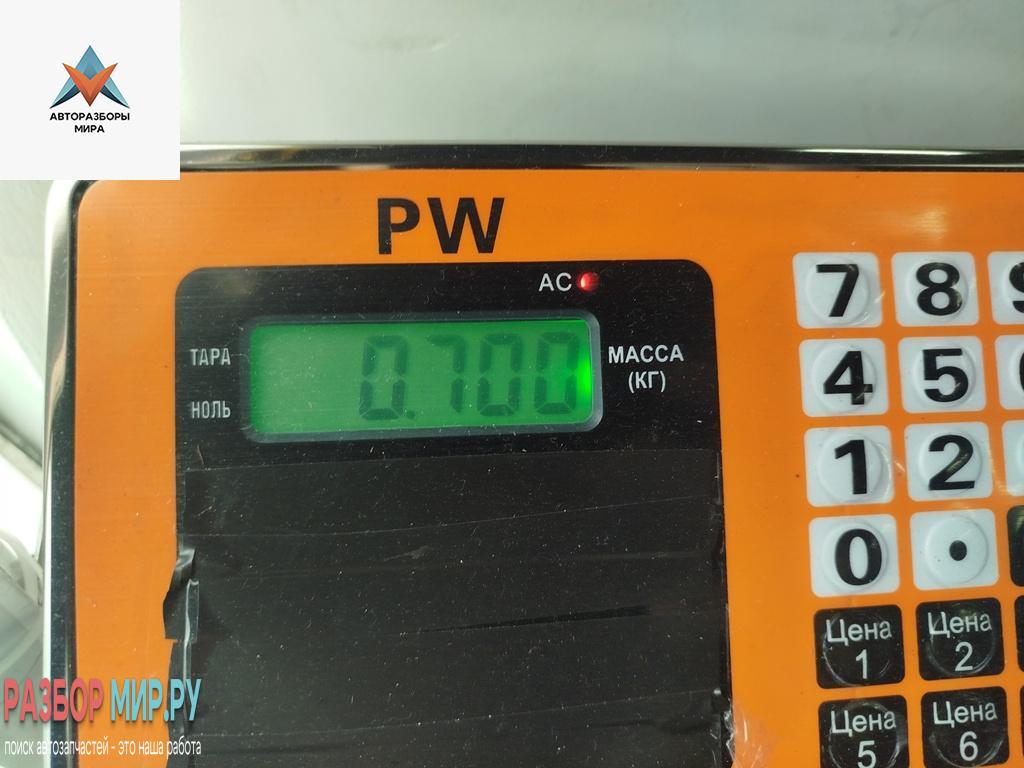 АВТОРАЗБОРЫ
МИРА
PW
AC
ТАРА
НОЛЬ
0.700
МАССА
(КГ)
7 8
4 5
1 2
0 .
Цена 1
Цена 2
Цена 5
Цена 6
РАЗБОР МИР.РУ
поиск автозапчастей - это наша работа